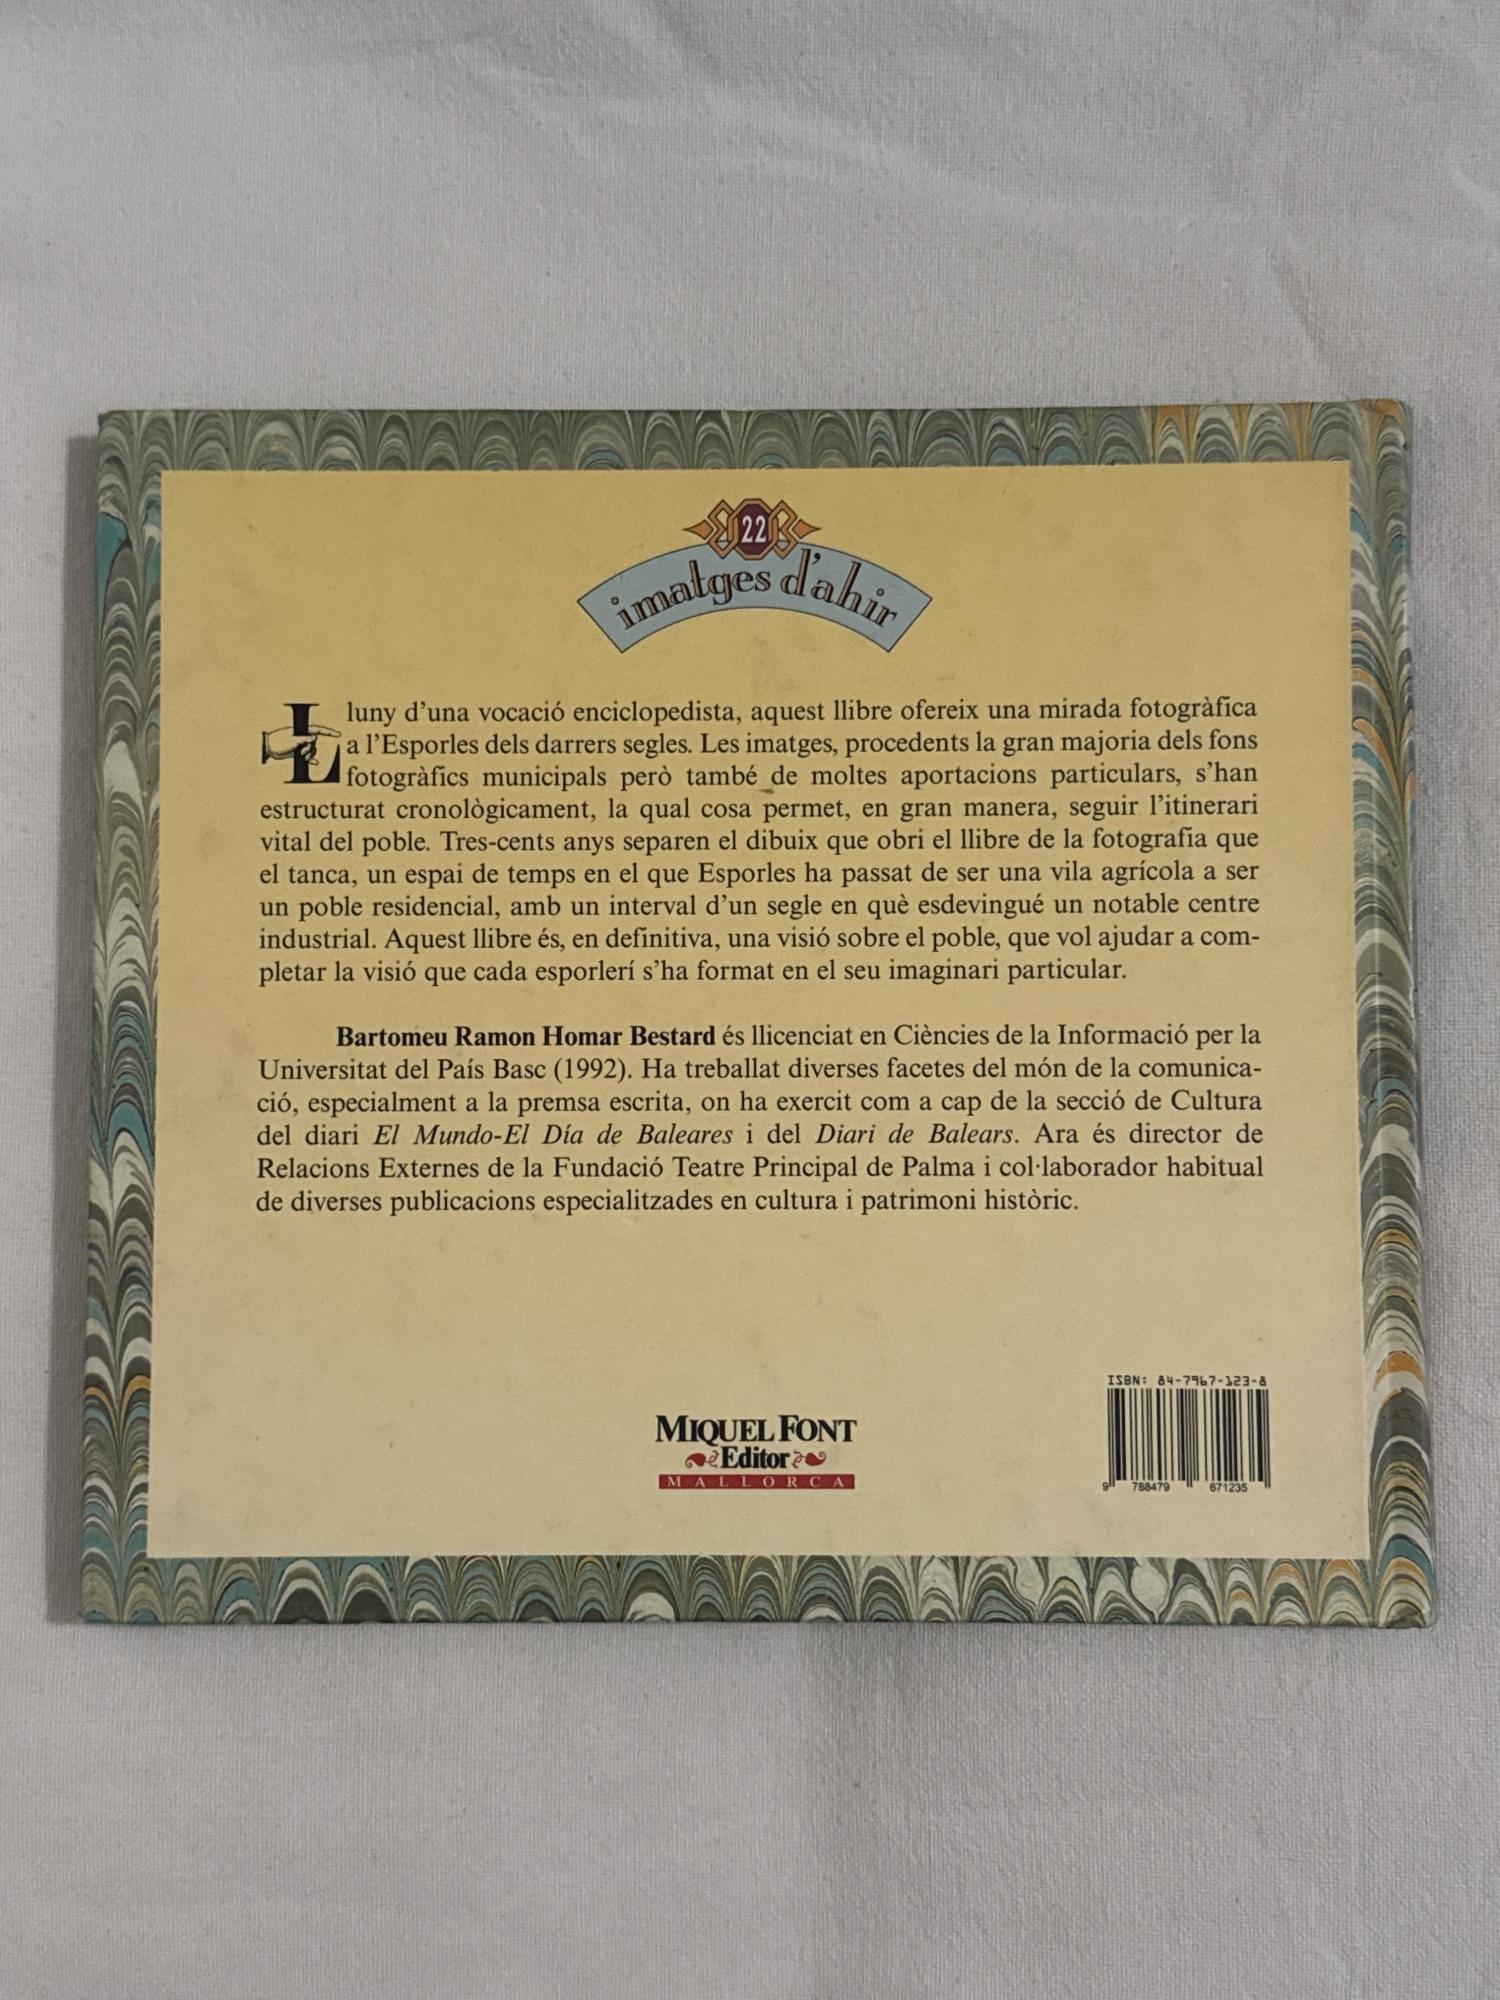 22
imatges d'ahir
Lluny d'una vocació enciclopedista, aquest llibre ofereix una mirada fotogràfica
a l'Esporles dels darrers segles. Les imatges, procedents la gran majoria dels fons
fotogràfics municipals però també de moltes aportacions particulars, s'han
estructurat cronològicament, la qual cosa permet, en gran manera, seguir l'itinerari
vital del poble. Tres-cents anys separen el dibuix que obri el llibre de la fotografia que
el tanca, un espai de temps en el que Esporles ha passat de ser una vila agrícola a ser
un poble residencial, amb un interval d'un segle en què esdevingué un notable centre
industrial. Aquest llibre és, en definitiva, una visió sobre el poble, que vol ajudar a com-
pletar la visió que cada esporlerí s'ha format en el seu imaginari particular.
Bartomeu Ramon Homar Bestard és llicenciat en Ciències de la Informació per la
Universitat del País Basc (1992). Ha treballat diverses facetes del món de la comunica-
ció, especialment a la premsa escrita, on ha exercit com a cap de la secció de Cultura
del diari El Mundo-El Día de Baleares i del Diari de Balears. Ara és director de
Relacions Externes de la Fundació Teatre Principal de Palma i col·laborador habitual
de diverses publicacions especialitzades en cultura i patrimoni històric.
MIQUEL FONT
Editor
MALLORCA
ISBN: 84-7967-123-8
9 788479 671235